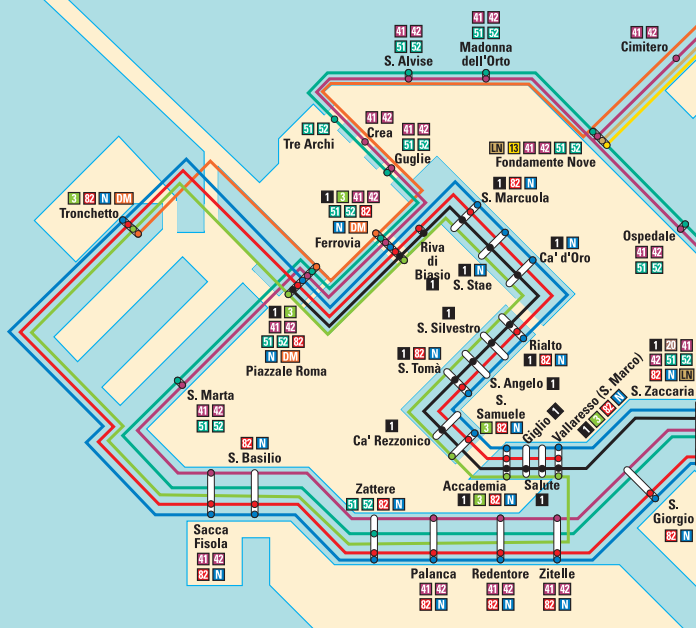 41 42
51 52
S. Alvise
41 42
51 52
Madonna
dell'Orto
41 42
Cimitero
51 52
Tre Archi
41 42
Crea
41 42
51 52
Guglie
LN 13 41 42 51 52
Fondamente Nove
3 82 N DM
Tronchetto
1 3 41 42
51 52 82
N DM
Ferrovia
1 82 N
S. Marcuola
Riva
di
Biasio
1
1 N
S. Stae
1 N
Ca' d'Oro
Ospedale
41 42
51 52
1 3
41 42
51 52 82
N DM
Piazzale Roma
1
S. Silvestro
Rialto
1 82 N
1 82 N
S. Tomà
S. Angelo 1
S.
Samuele
3 82 N
Giglio 1
Vallaresso (S. Marco)
1 3 82 N
1 20 41
42 51 52
82 N LN
S. Zaccaria
S. Marta
41 42
51 52
1
Ca' Rezzonico
82 N
S. Basilio
Accademia
1 3 82 N
Salute
1
Zattere
51 52 82 N
Sacca
Fisola
41 42
82 N
Palanca
41 42
82 N
Redentore
41 42
82 N
Zitelle
41 42
82 N
S.
Giorgio
82 N